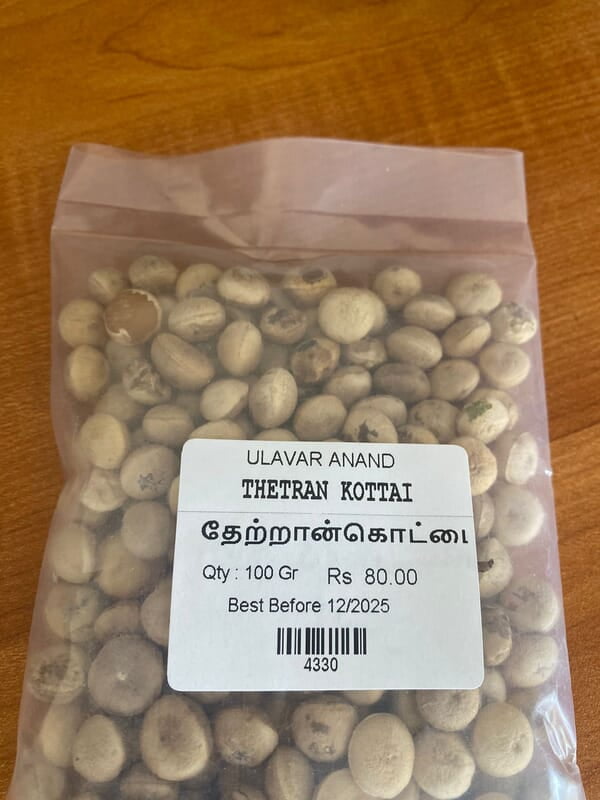 ULAVAR ANAND
THETRAN KOTTAI
தேற்றான்கொட்டை
Qty : 100 Gr Rs 80.00
Best Before 12/2025
4330